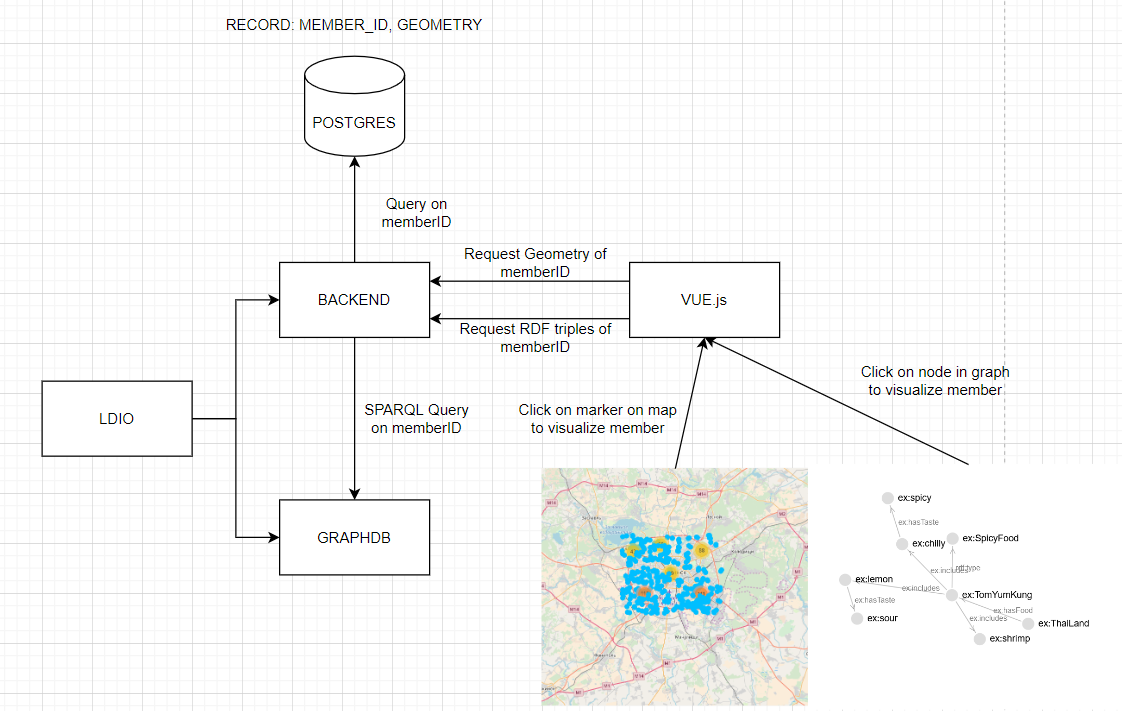 RECORD: MEMBER_ID, GEOMETRY
POSTGRES
Query on
memberID
Request Geometry of
memberID
BACKEND
VUE.js
Request RDF triples of
memberID
Click on node in graph
to visualize member
LDIO
SPARQL Query
on memberID
Click on marker on map
to visualize member
GRAPHDB
ex:spicy
ex:hasTaste
ex:chilly
ex:SpicyFood
ex:includes
rdf:type
ex:lemon
ex:includes
ex:TomYumKung
ex:hasTaste
ex:hasFood
ex:sour
ex:includes
ex:ThaiLand
ex:shrimp